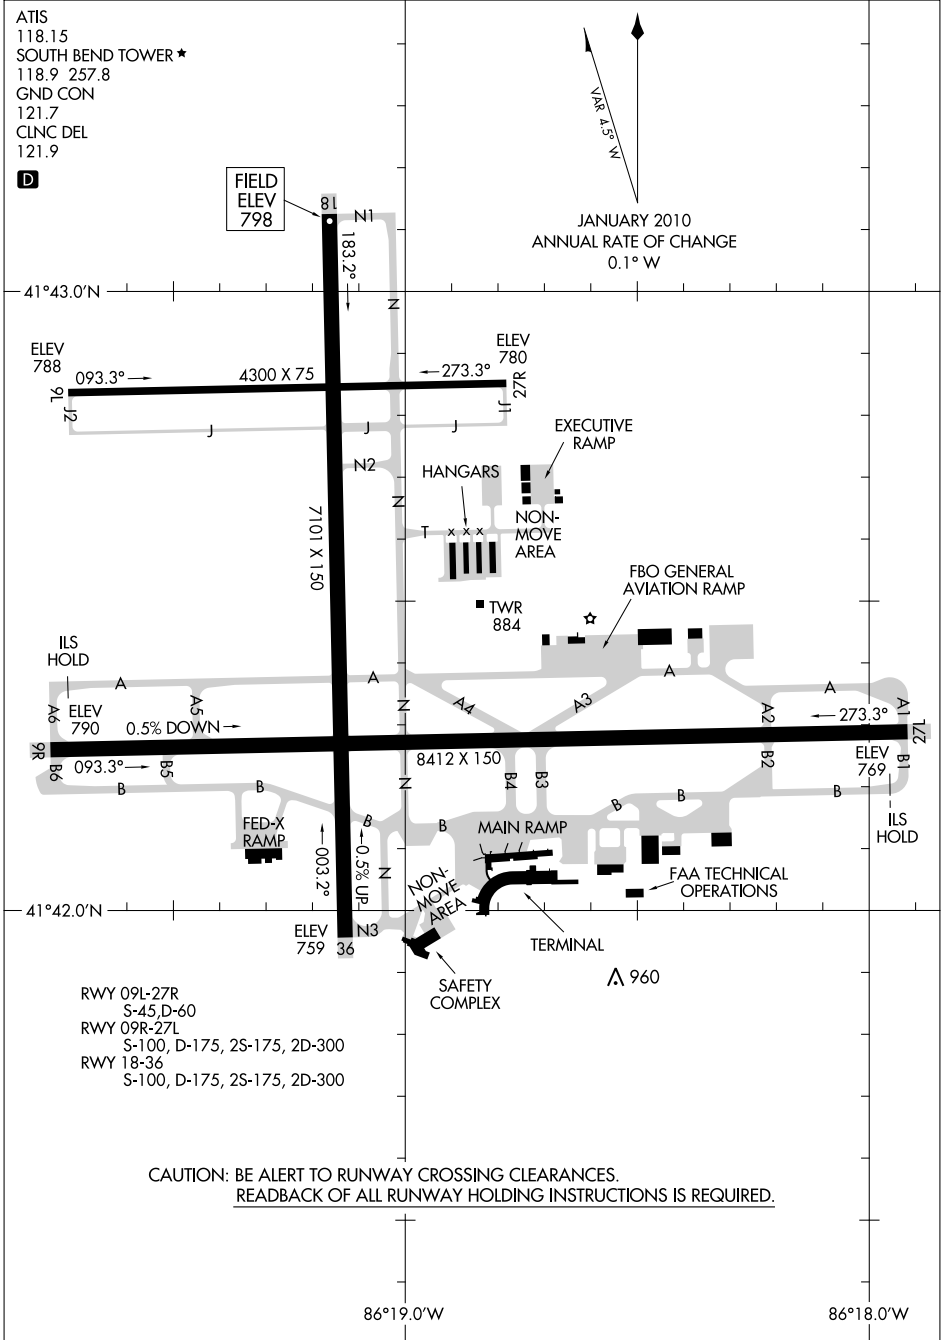 ATIS
118.15
SOUTH BEND TOWER ★
118.9 257.8
GND CON
121.7
CLNC DEL
121.9
D
VAR 4.5° W
JANUARY 2010
ANNUAL RATE OF CHANGE
0.1° W
FIELD
ELEV
798
18
N1
183.2°
41°43.0'N
N
ELEV
788
093.3°
4300 X 75
273.3°
ELEV
780
9L
27R
J2
J
J
J
J1
EXECUTIVE
RAMP
N2
HANGARS
N
7101 X 150
T
x x x
NON-
MOVE
AREA
FBO GENERAL
AVIATION RAMP
TWR
884
ILS
HOLD
A
A
A
A
A6
ELEV
790
A5
0.5% DOWN
N
A4
A3
A2
A1
273.3°
9R
27L
093.3°
8412 X 150
ELEV
769
B6
B5
B4
B3
B2
B1
N
B
B
B
B
B
B
B
ILS
HOLD
FED-X
RAMP
MAIN RAMP
003.2°
0.5% UP
N
NON-
MOVE
AREA
FAA TECHNICAL
OPERATIONS
41°42.0'N
ELEV
759
36
N3
TERMINAL
SAFETY
COMPLEX
960
RWY 09L-27R
S-45,D-60
RWY 09R-27L
S-100, D-175, 2S-175, 2D-300
RWY 18-36
S-100, D-175, 2S-175, 2D-300
CAUTION: BE ALERT TO RUNWAY CROSSING CLEARANCES.
READBACK OF ALL RUNWAY HOLDING INSTRUCTIONS IS REQUIRED.
86°19.0'W
86°18.0'W